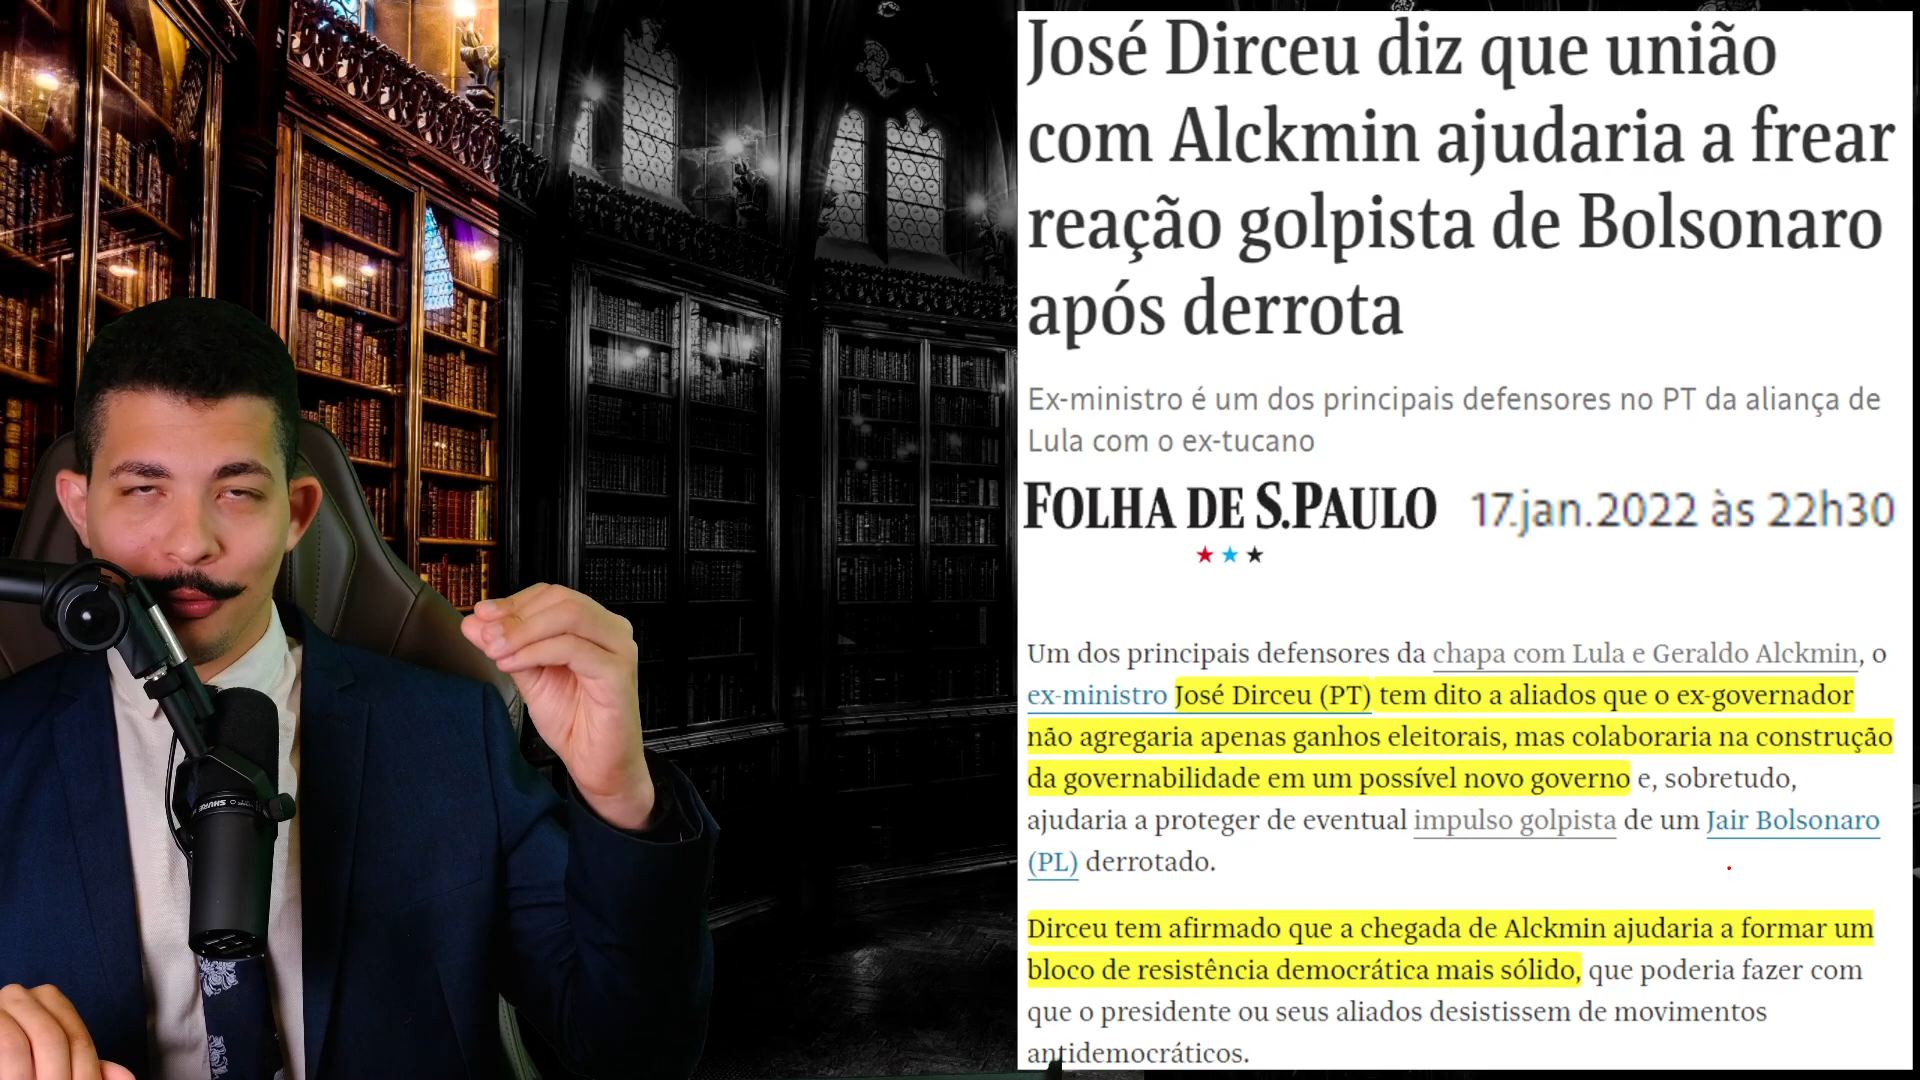 José Dirceu diz que união
com Alckmin ajudaria a frear
reação golpista de Bolsonaro
após derrota
Ex-ministro é um dos principais defensores no PT da aliança de
Lula com o ex-tucano
FOLHA DE S.PAULO 17.jan.2022 às 22h30
Um dos principais defensores da chapa com Lula e Geraldo Alckmin, o
ex-ministro José Dirceu (PT) tem dito a aliados que o ex-governador
não agregaria apenas ganhos eleitorais, mas colaboraria na construção
da governabilidade em um possível novo governo e, sobretudo,
ajudaria a proteger de eventual impulso golpista de um Jair Bolsonaro
(PL) derrotado.
Dirceu tem afirmado que a chegada de Alckmin ajudaria a formar um
bloco de resistência democrática mais sólido, que poderia fazer com
que o presidente ou seus aliados desistissem de movimentos
antidemocráticos.
SHURE